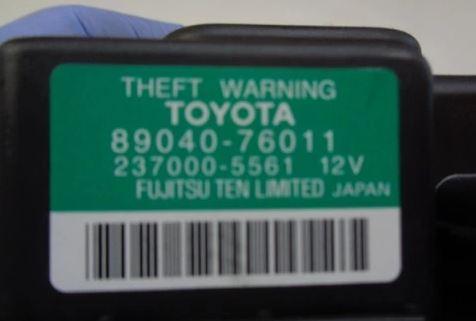 THEFT WARNING
TOYOTA
89040-76011
237000-5561 12V
FUJITSU TEN LIMITED JAPAN